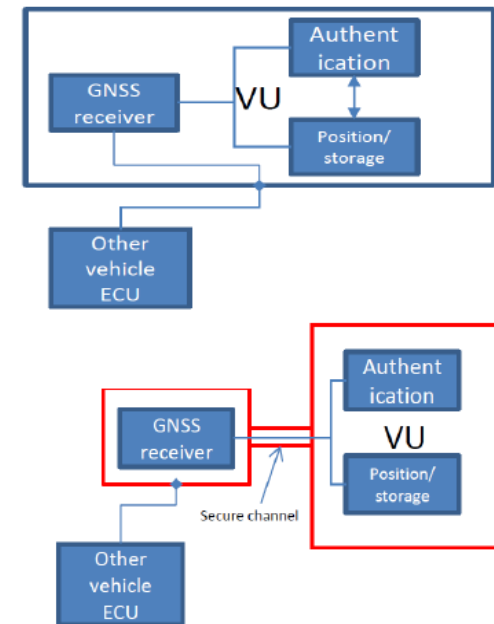 Authent
ication
GNSS
receiver
VU
Position/
storage
Other
vehicle
ECU
Authent
ication
GNSS
receiver
VU
Position/
storage
Secure channel
Other
vehicle
ECU